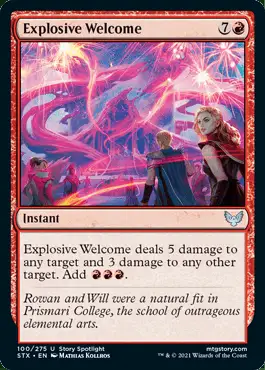 Explosive Welcome 7
Instant
Explosive Welcome deals 5 damage to
any target and 3 damage to any other
target. Add
Rowan and Will were a natural fit in
Prismari College, the school of outrageous
elemental arts.
100/275 U Story Spotlight
STX • EN MATHIAS KOLLROS
mtgstory.com
™ & © 2021 Wizards of the Coast